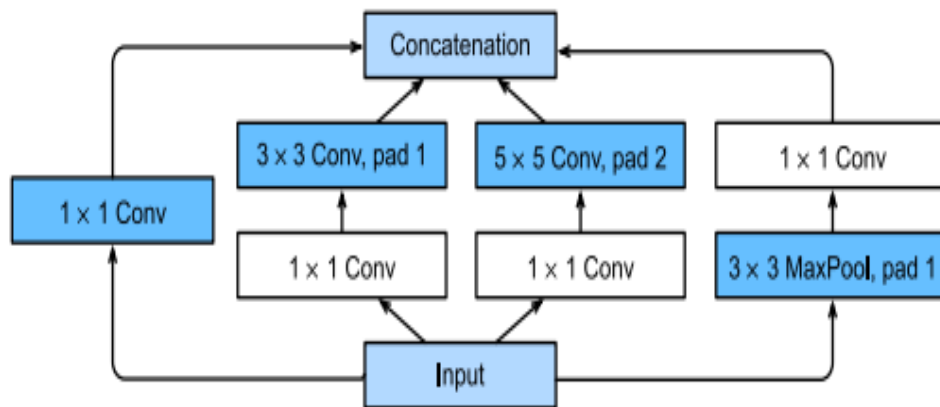 Concatenation
3 × 3 Conv, pad 1
5 × 5 Conv, pad 2
1 × 1 Conv
1 × 1 Conv
1 × 1 Conv
1 × 1 Conv
3 × 3 MaxPool, pad 1
Input